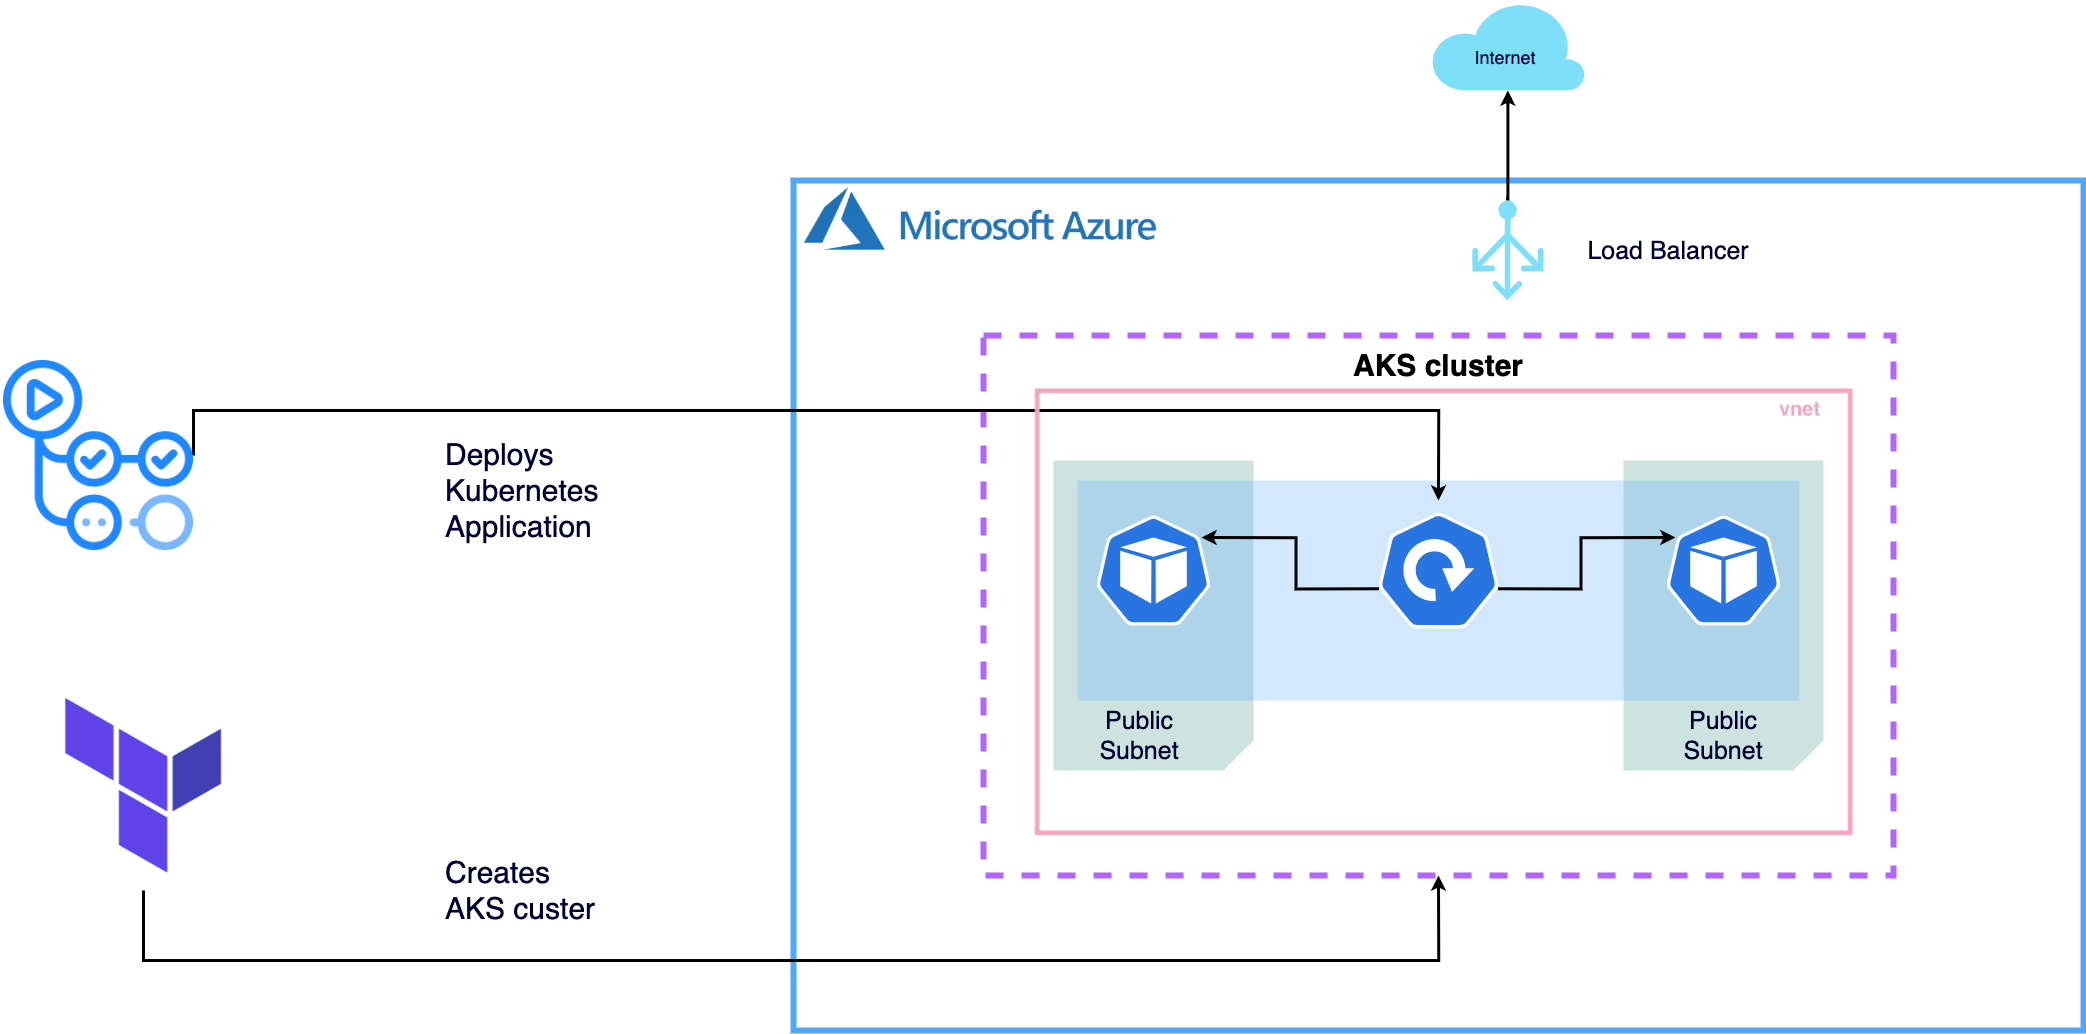 Internet
Microsoft Azure
Load Balancer
AKS cluster
vnet
Deploys
Kubernetes
Application
Public
Subnet
Public
Subnet
Creates
AKS custer